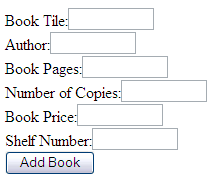 Book Tile:
Author:
Book Pages:
Number of Copies:
Book Price:
Shelf Number:
Add Book